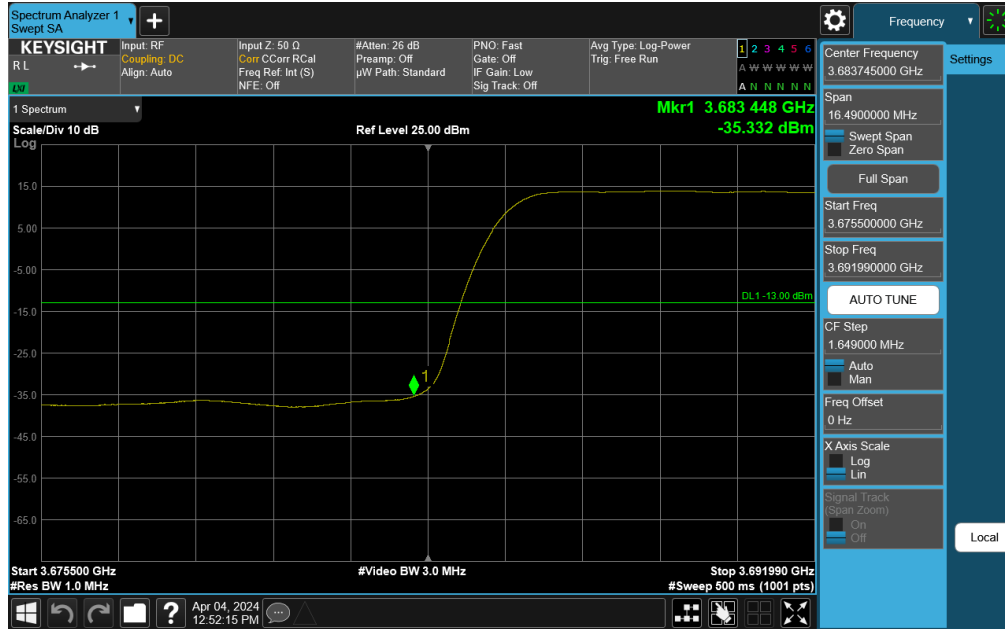 Spectrum Analyzer 1
Swept SA
+
Frequency
KEYSIGHT
R L
LXI
Input: RF
Coupling: DC
Align: Auto
Input Z: 50 Ω
Corr CCorr RCal
Freq Ref: Int (S)
NFE: Off
#Atten: 26 dB
Preamp: Off
µW Path: Standard
PNO: Fast
Gate: Off
IF Gain: Low
Sig Track: Off
Avg Type: Log-Power
Trig: Free Run
1 2 3 4 5 6
A W W W W W
A N N N N N
1 Spectrum
Mkr1 3.683 448 GHz
-35.332 dBm
Scale/Div 10 dB
Ref Level 25.00 dBm
Log
15.0
5.00
-5.00
-15.0
-25.0
-35.0
-45.0
-55.0
-65.0
DL1 -13.00 dBm
1
Start 3.675500 GHz
#Video BW 3.0 MHz
Stop 3.691990 GHz
#Res BW 1.0 MHz
#Sweep 500 ms (1001 pts)
Center Frequency
3.683745000 GHz
Settings
Span
16.4900000 MHz
Swept Span
Zero Span
Full Span
Start Freq
3.675500000 GHz
Stop Freq
3.691990000 GHz
AUTO TUNE
CF Step
1.649000 MHz
Auto
Man
Freq Offset
0 Hz
X Axis Scale
Log
Lin
Signal Track
(Span Zoom)
On
Off
Local
?
Apr 04, 2024
12:52:15 PM